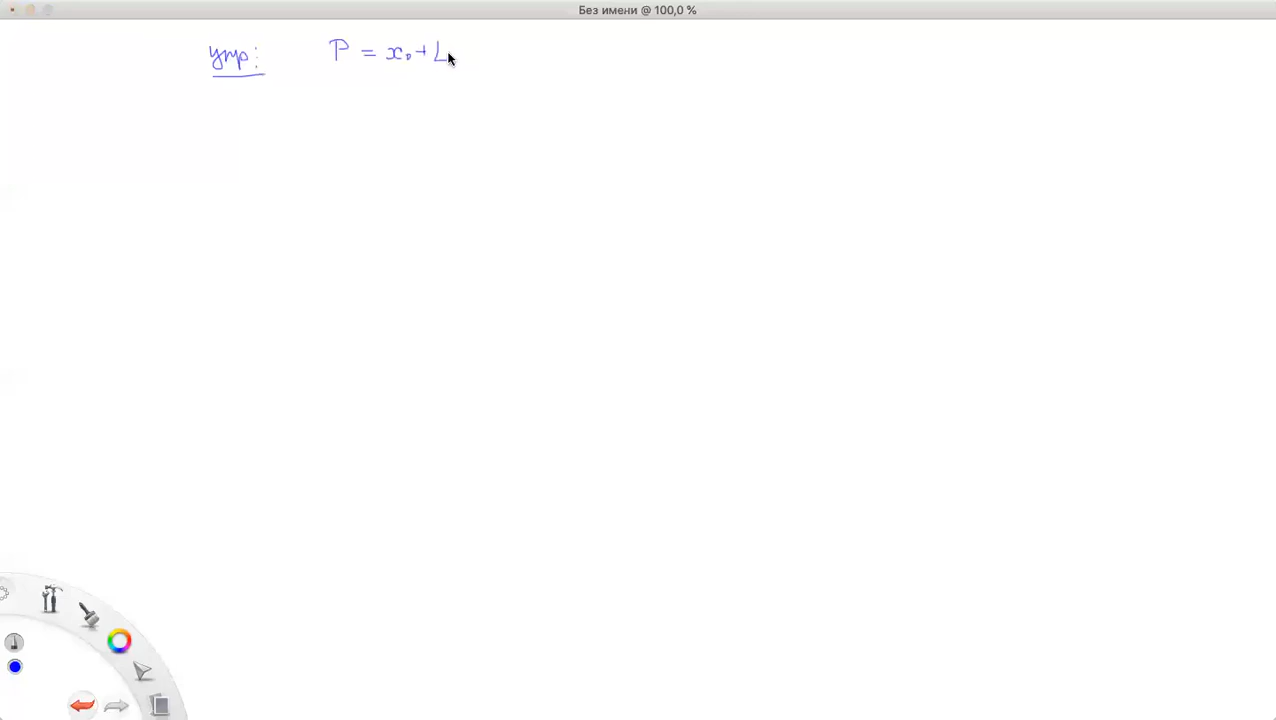 Без имени @ 100,0 %
упр: P = x₀ + L